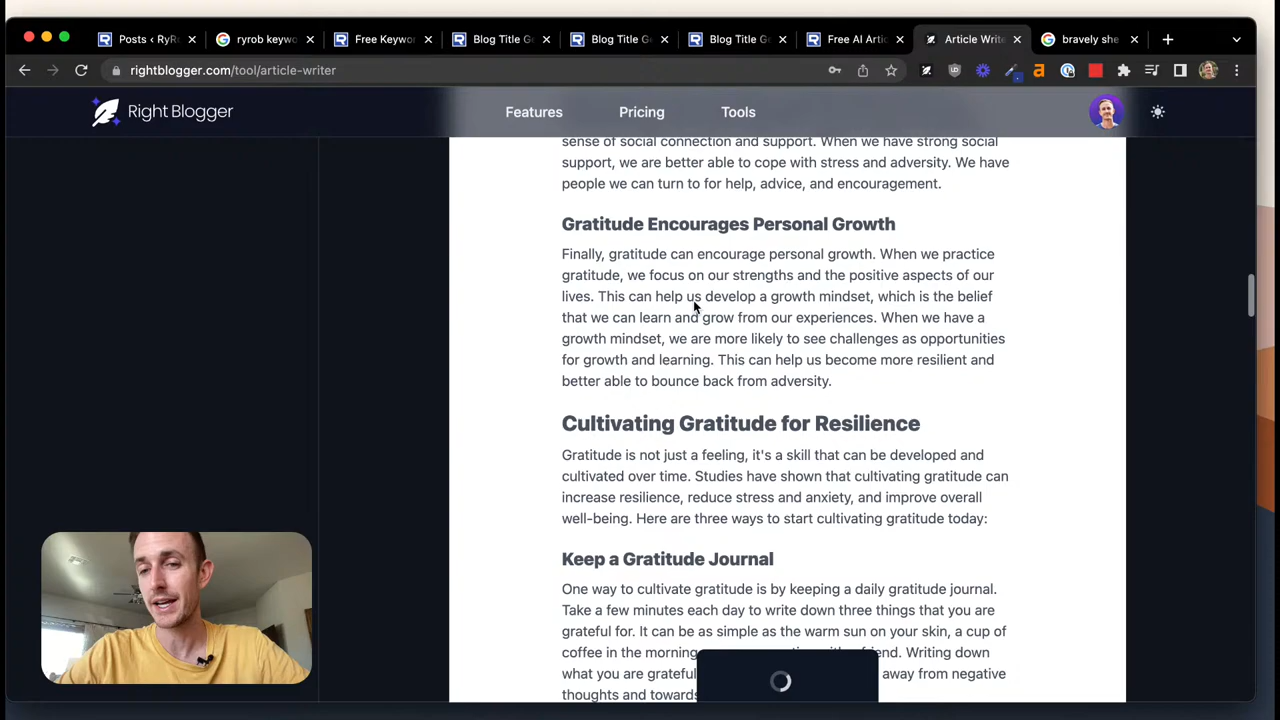 Posts ‹ RyR
ryrob keywo
Free Keywor
Blog Title G
Blog Title G
Blog Title G
Free AI Artic
Article Write
bravely she
rightblogger.com/tool/article-writer
Right Blogger
Features
Pricing
Tools
sense of social connection and support. When we have strong social
support, we are better able to cope with stress and adversity. We have
people we can turn to for help, advice, and encouragement.
Gratitude Encourages Personal Growth
Finally, gratitude can encourage personal growth. When we practice
gratitude, we focus on our strengths and the positive aspects of our
lives. This can help us develop a growth mindset, which is the belief
that we can learn and grow from our experiences. When we have a
growth mindset, we are more likely to see challenges as opportunities
for growth and learning. This can help us become more resilient and
better able to bounce back from adversity.
Cultivating Gratitude for Resilience
Gratitude is not just a feeling, it's a skill that can be developed and
cultivated over time. Studies have shown that cultivating gratitude can
increase resilience, reduce stress and anxiety, and improve overall
well-being. Here are three ways to start cultivating gratitude today:
Keep a Gratitude Journal
One way to cultivate gratitude is by keeping a daily gratitude journal.
Take a few minutes each day to write down three things that you are
grateful for. It can be as simple as the warm sun on your skin, a cup of
coffee in the morning end. Writing down
what you are grateful away from negative
thoughts and towards